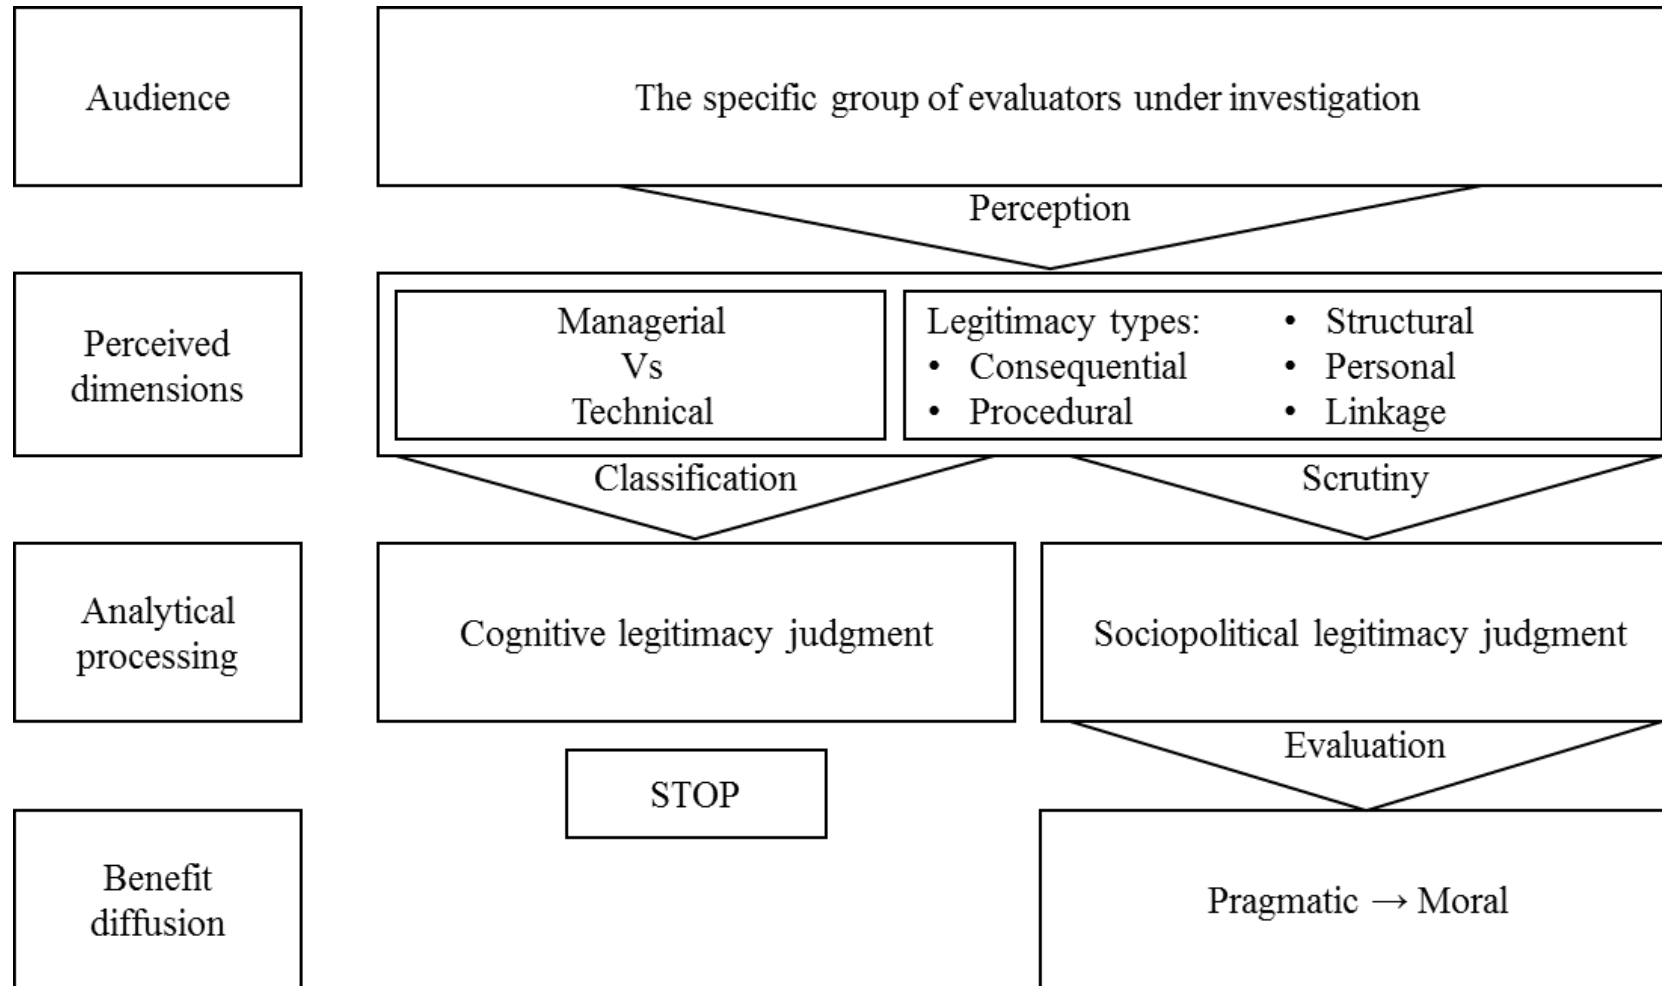 Audience
The specific group of evaluators under investigation
Perception
Perceived
dimensions
Managerial
Vs
Technical
Legitimacy types:
• Consequential
• Procedural
• Structural
• Personal
• Linkage
Classification
Scrutiny
Analytical
processing
Cognitive legitimacy judgment
Sociopolitical legitimacy judgment
Evaluation
STOP
Benefit
diffusion
Pragmatic → Moral